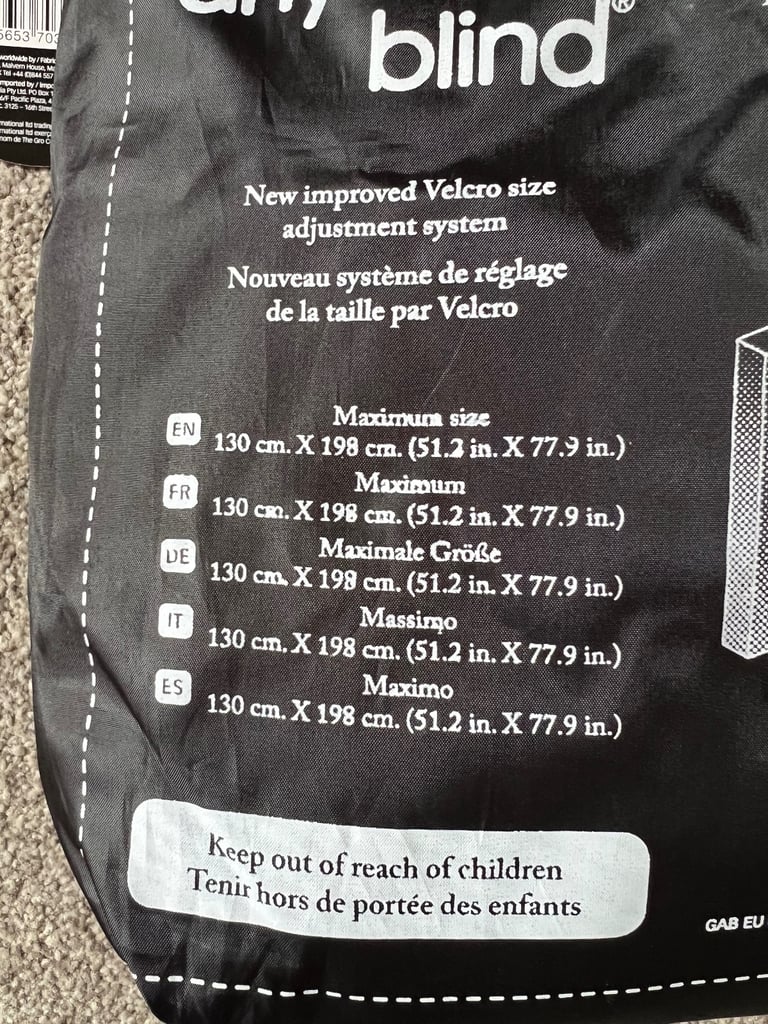 5653 703
blind®
New improved Velcro size
adjustment system
Nouveau système de réglage
de la taille par Velcro
EN
Maximum size
130 cm. X 198 cm. (51.2 in. X 77.9 in.)
FR
Maximum
130 cm. X 198 cm. (51.2 in. X 77.9 in.)
DE
Maximale Größe
130 cm. X 198 cm. (51.2 in. X 77.9 in.)
IT
Massimo
130 cm. X 198 cm. (51.2 in. X 77.9 in.)
ES
Maximo
130 cm. X 198 cm. (51.2 in. X 77.9 in.)
Keep out of reach of children
Tenir hors de portée des enfants
GAB EU